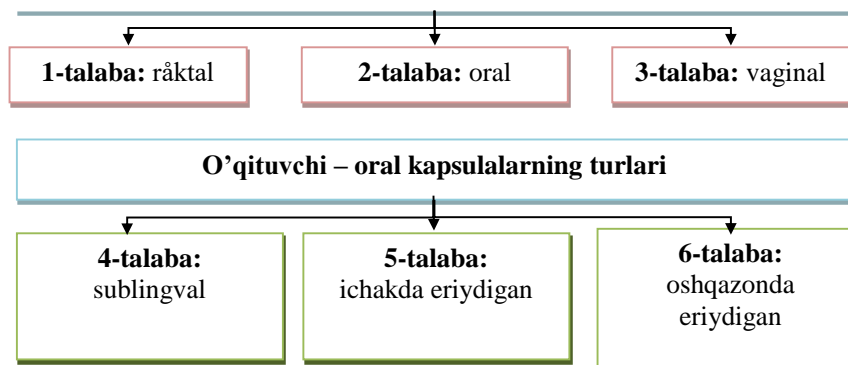 1-talaba: råktal
2-talaba: oral
3-talaba: vaginal
O’qituvchi – oral kapsulalarning turlari
4-talaba:
sublingval
5-talaba:
ichakda eriydigan
6-talaba:
oshqazonda
eriydigan